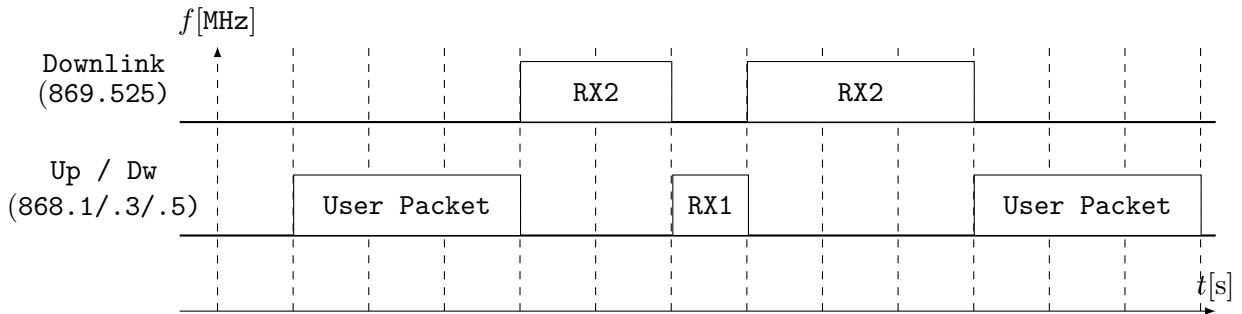 f[MHz]
Downlink
(869.525)
RX2
RX2
Up / Dw
(868.1/.3/.5)
User Packet
RX1
User Packet
t[s]